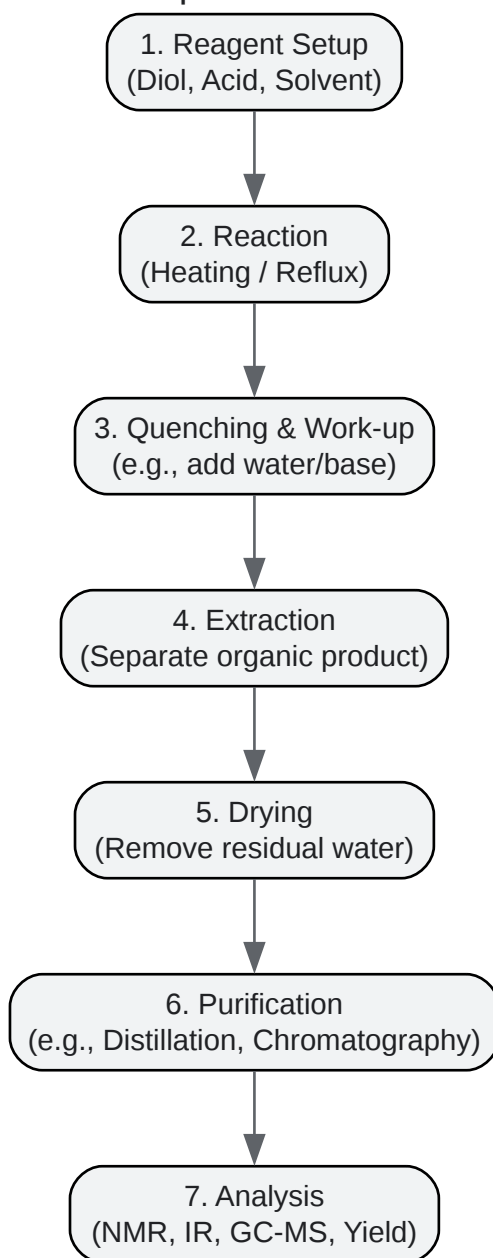 1. Reagent Setup
(Diol, Acid, Solvent)
2. Reaction
(Heating / Reflux)
3. Quenching & Work-up
(e.g., add water/base)
4. Extraction
(Separate organic product)
5. Drying
(Remove residual water)
6. Purification
(e.g., Distillation, Chromatography)
7. Analysis
(NMR, IR, GC-MS, Yield)